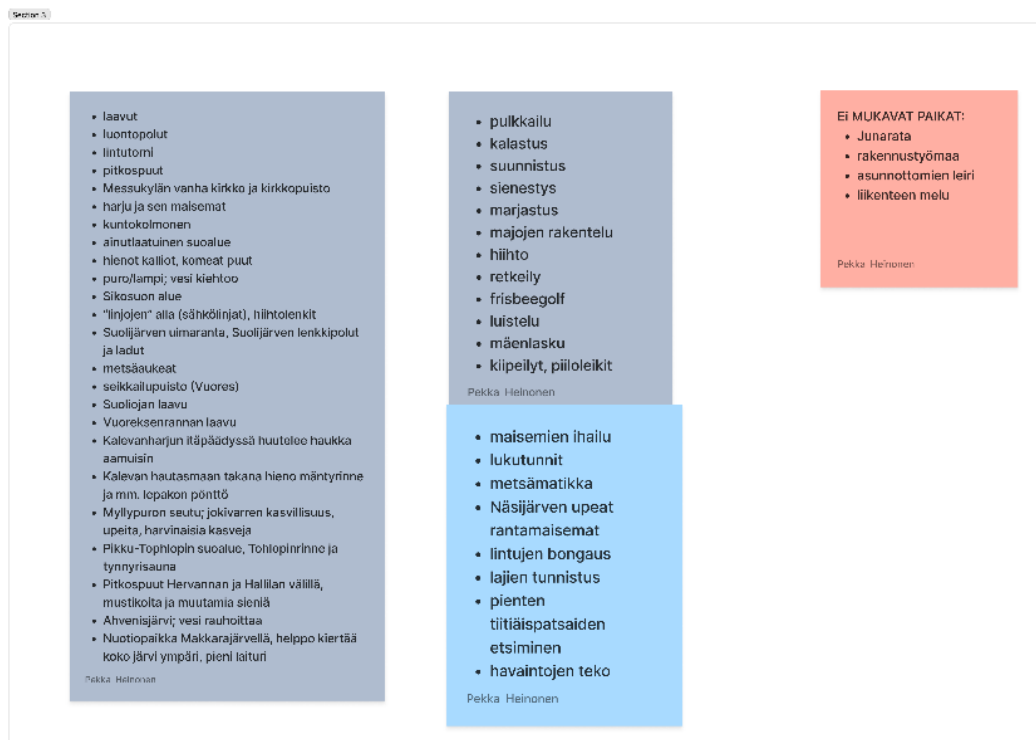 Section 3
• laavut
• luontopolut
• lintutorni
• pitkospuut
• Messukylän vanha kirkko ja kirkkopuisto
• harju ja sen maisemat
• kuntokolmonen
• ainutlaatuinen suoalue
• hienot kalliot, komeat puut
• puro/lampi; vesi kiehtoo
• Sikosuon alue
• "linjojen" alla (sähkölinjat), hiihtolenkit
• Suolijärven uimaranta, Suolijärven lenkkipolut
ja ladut
• metsäaukeat
• seikkailupuisto (Vuores)
• Suoliojan laavu
• Vuoreksenrannan laavu
• Kalevanharjun itäpäädyssä huutelee haukka
aamuisin
• Kalevan hautasmaan takana hieno mäntyrinne
ja mm. lepakon pönttö
• Myllypuron seutu; jokivarren kasvillisuus,
upeita, harvinaisia kasveja
• Pikku-Tophlopin suoalue, Tohlopinrinne ja
tynnyrisauna
• Pitkospuut Hervannan ja Hallilan välillä,
mustikoita ja muutamia sieniä
• Ahvenisjärvi; vesi rauhoittaa
• Nuotiopaikka Makkarajärvellä, helppo kiertää
koko järvi ympäri, pieni laituri
Pekka Heinonen
• pulkkailu
• kalastus
• suunnistus
• sienestys
• marjastus
• majojen rakentelu
• hiihto
• retkeily
• frisbeegolf
• luistelu
• mäenlasku
• kiipeilyt, piiloleikit
Pekka Heinonen
• maisemien ihailu
• lukutunnit
• metsämatikka
• Näsijärven upeat
rantamaisemat
• lintujen bongaus
• lajien tunnistus
• pienten
tiitiäispatsaiden
etsiminen
• havaintojen teko
Pekka Heinonen
Ei MUKAVAT PAIKAT:
• Junarata
• rakennustyömaa
• asunnottomien leiri
• liikenteen melu
Pekka Heinonen